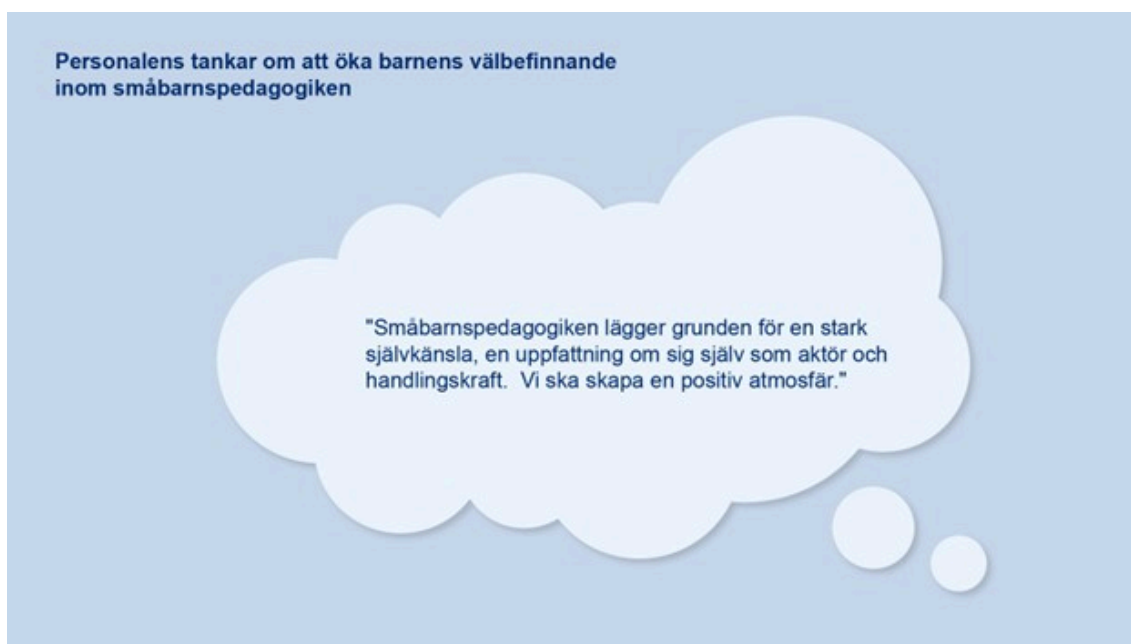 Personalens tankar om att öka barnens välbefinnande
inom småbarnspedagogiken
"Småbarnspedagogiken lägger grunden för en stark
självkänsla, en uppfattning om sig själv som aktör och
handlingskraft.  Vi ska skapa en positiv atmosfär."